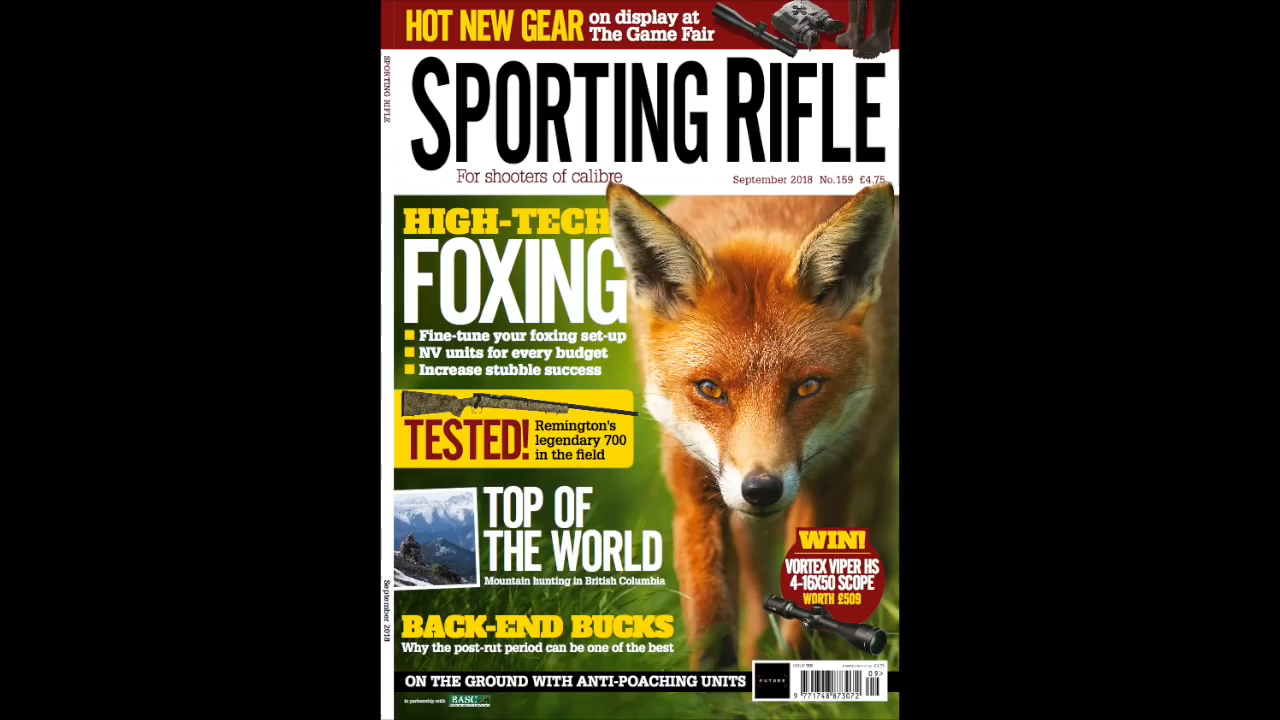 HOT NEW GEAR
on display at
The Game Fair
SPORTING RIFLE
SPORTING RIFLE
For shooters of calibre
September 2018 No.159 £4.75
HIGH-TECH
FOXING
Fine-tune your foxing set-up
NV units for every budget
Increase stubble success
TESTED!
Remington's
legendary 700
in the field
TOP OF
THE WORLD
Mountain hunting in British Columbia
WIN!
VORTEX VIPER HS
4-16X50 SCOPE
WORTH £509
September 2018
BACK-END BUCKS
Why the post-rut period can be one of the best
ON THE GROUND WITH ANTI-POACHING UNITS
FUTURE
09>
9 771748 873072
in partnership with BASC